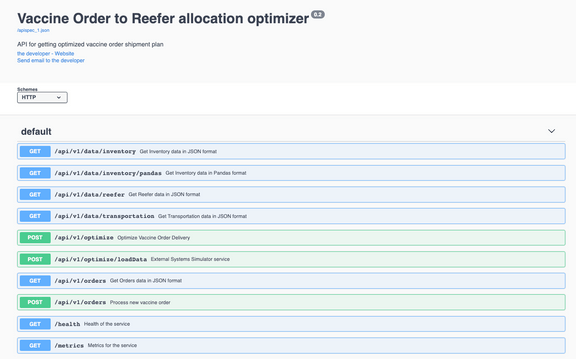 Vaccine Order to Reefer allocation optimizer 0.2
/apispec_1.json
API for getting optimized vaccine order shipment plan
the developer - Website
Send email to the developer
Schemes
HTTP
default
GET /api/v1/data/inventory Get Inventory data in JSON format
GET /api/v1/data/inventory/pandas Get Inventory data in Pandas format
GET /api/v1/data/reefer Get Reefer data in JSON format
GET /api/v1/data/transportation Get Transportation data in JSON format
POST /api/v1/optimize Optimize Vaccine Order Delivery
POST /api/v1/optimize/loadData External Systems Simulator service
GET /api/v1/orders Get Orders data in JSON format
POST /api/v1/orders Process new vaccine order
GET /health Health of the service
GET /metrics Metrics for the service